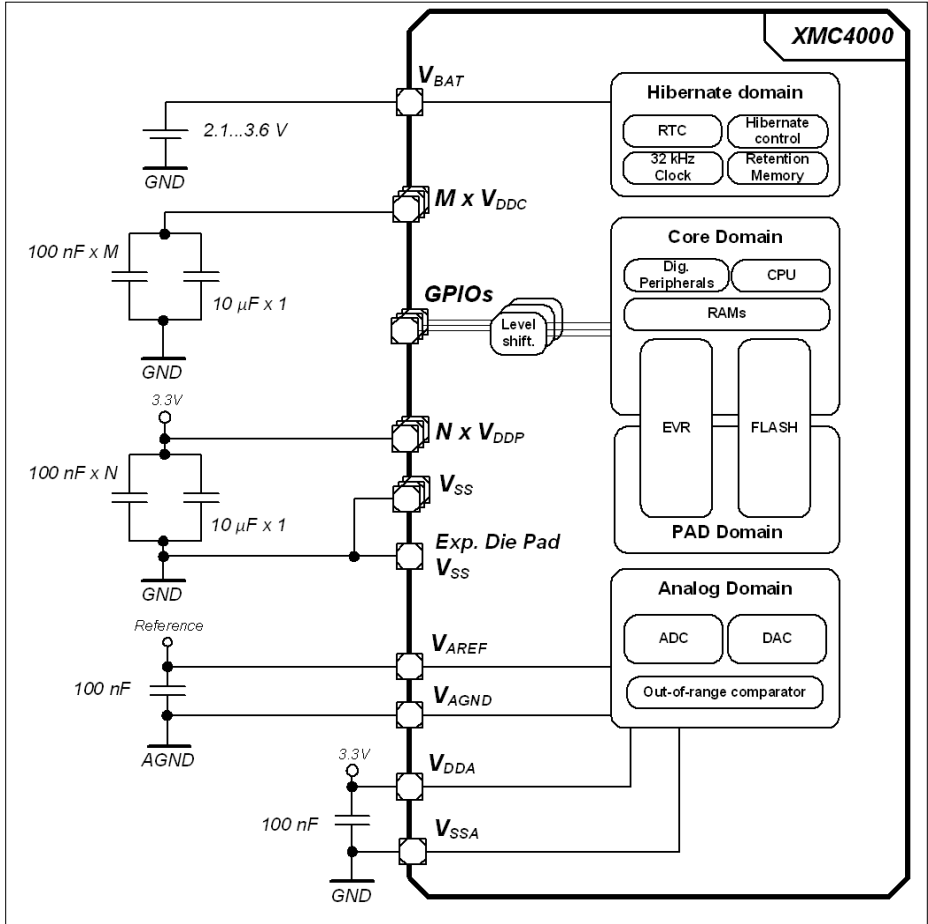 XMC4000
VBAT
2.1...3.6 V
GND
Hibernate domain
RTC
Hibernate
control
32 kHz
Clock
Retention
Memory
M x VDDC
100 nF x M
10 µF x 1
GND
GPIOs
Level
shift.
Core Domain
Dig.
Peripherals
CPU
RAMs
EVR
FLASH
PAD Domain
3.3V
N x VDDP
100 nF x N
10 µF x 1
VSS
Exp. Die Pad
VSS
GND
Reference
VAREF
100 nF
VAGND
AGND
Analog Domain
ADC
DAC
Out-of-range comparator
3.3V
VDDA
100 nF
VSSA
GND